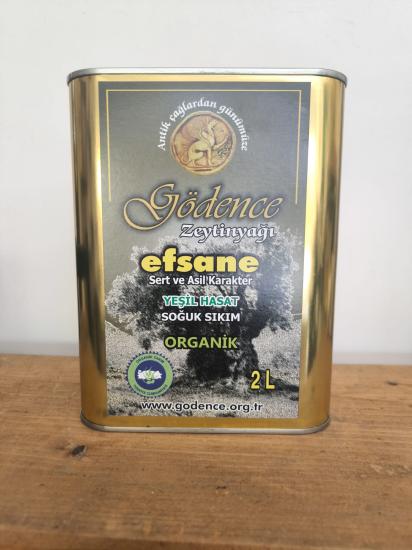 Antik çağlardan günümüze
Gödence
Zeytinyağı
efsane
Sert ve Asil Karakter
YEŞİL HASAT
SOĞUK SIKIM
ORGANİK
2 L
www.godence.org.tr